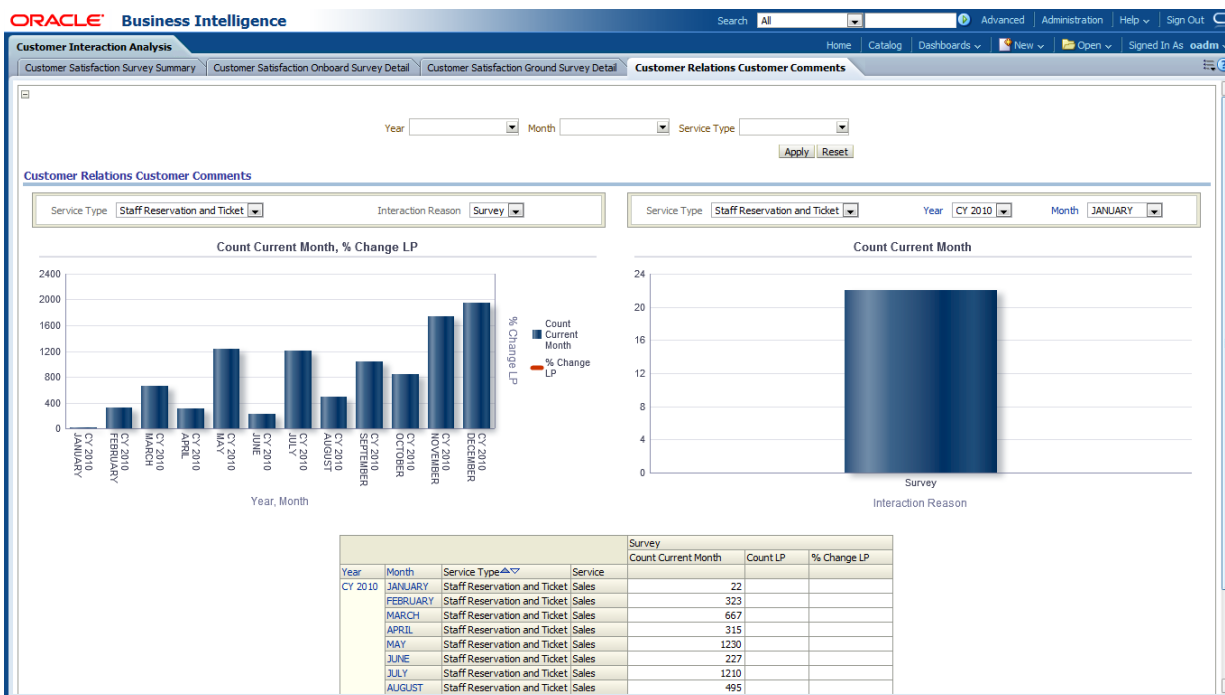 ORACLE Business Intelligence
Search All Advanced Administration Help Sign Out
Customer Interaction Analysis
Home Catalog Dashboards New Open Signed In As oadm
Customer Satisfaction Survey Summary Customer Satisfaction Onboard Survey Detail Customer Satisfaction Ground Survey Detail Customer Relations Customer Comments
Year Month Service Type
Apply Reset
Customer Relations Customer Comments
Service Type Staff Reservation and Ticket Interaction Reason Survey
Service Type Staff Reservation and Ticket Year CY 2010 Month JANUARY
Count Current Month, % Change LP
2400
2000
1600
1200
800
400
0
CY 2010 JANUARY
CY 2010 FEBRUARY
CY 2010 MARCH
CY 2010 APRIL
CY 2010 MAY
CY 2010 JUNE
CY 2010 JULY
CY 2010 AUGUST
CY 2010 SEPTEMBER
CY 2010 OCTOBER
CY 2010 NOVEMBER
CY 2010 DECEMBER
Year, Month
% Change LP
Count
Current
Month
% Change
LP
Count Current Month
24
20
16
12
8
4
0
Survey
Interaction Reason
Survey
Count Current Month Count LP % Change LP
Year Month Service Type Service
CY 2010 JANUARY Staff Reservation and Ticket Sales 22
FEBRUARY Staff Reservation and Ticket Sales 323
MARCH Staff Reservation and Ticket Sales 667
APRIL Staff Reservation and Ticket Sales 315
MAY Staff Reservation and Ticket Sales 1230
JUNE Staff Reservation and Ticket Sales 227
JULY Staff Reservation and Ticket Sales 1210
AUGUST Staff Reservation and Ticket Sales 495